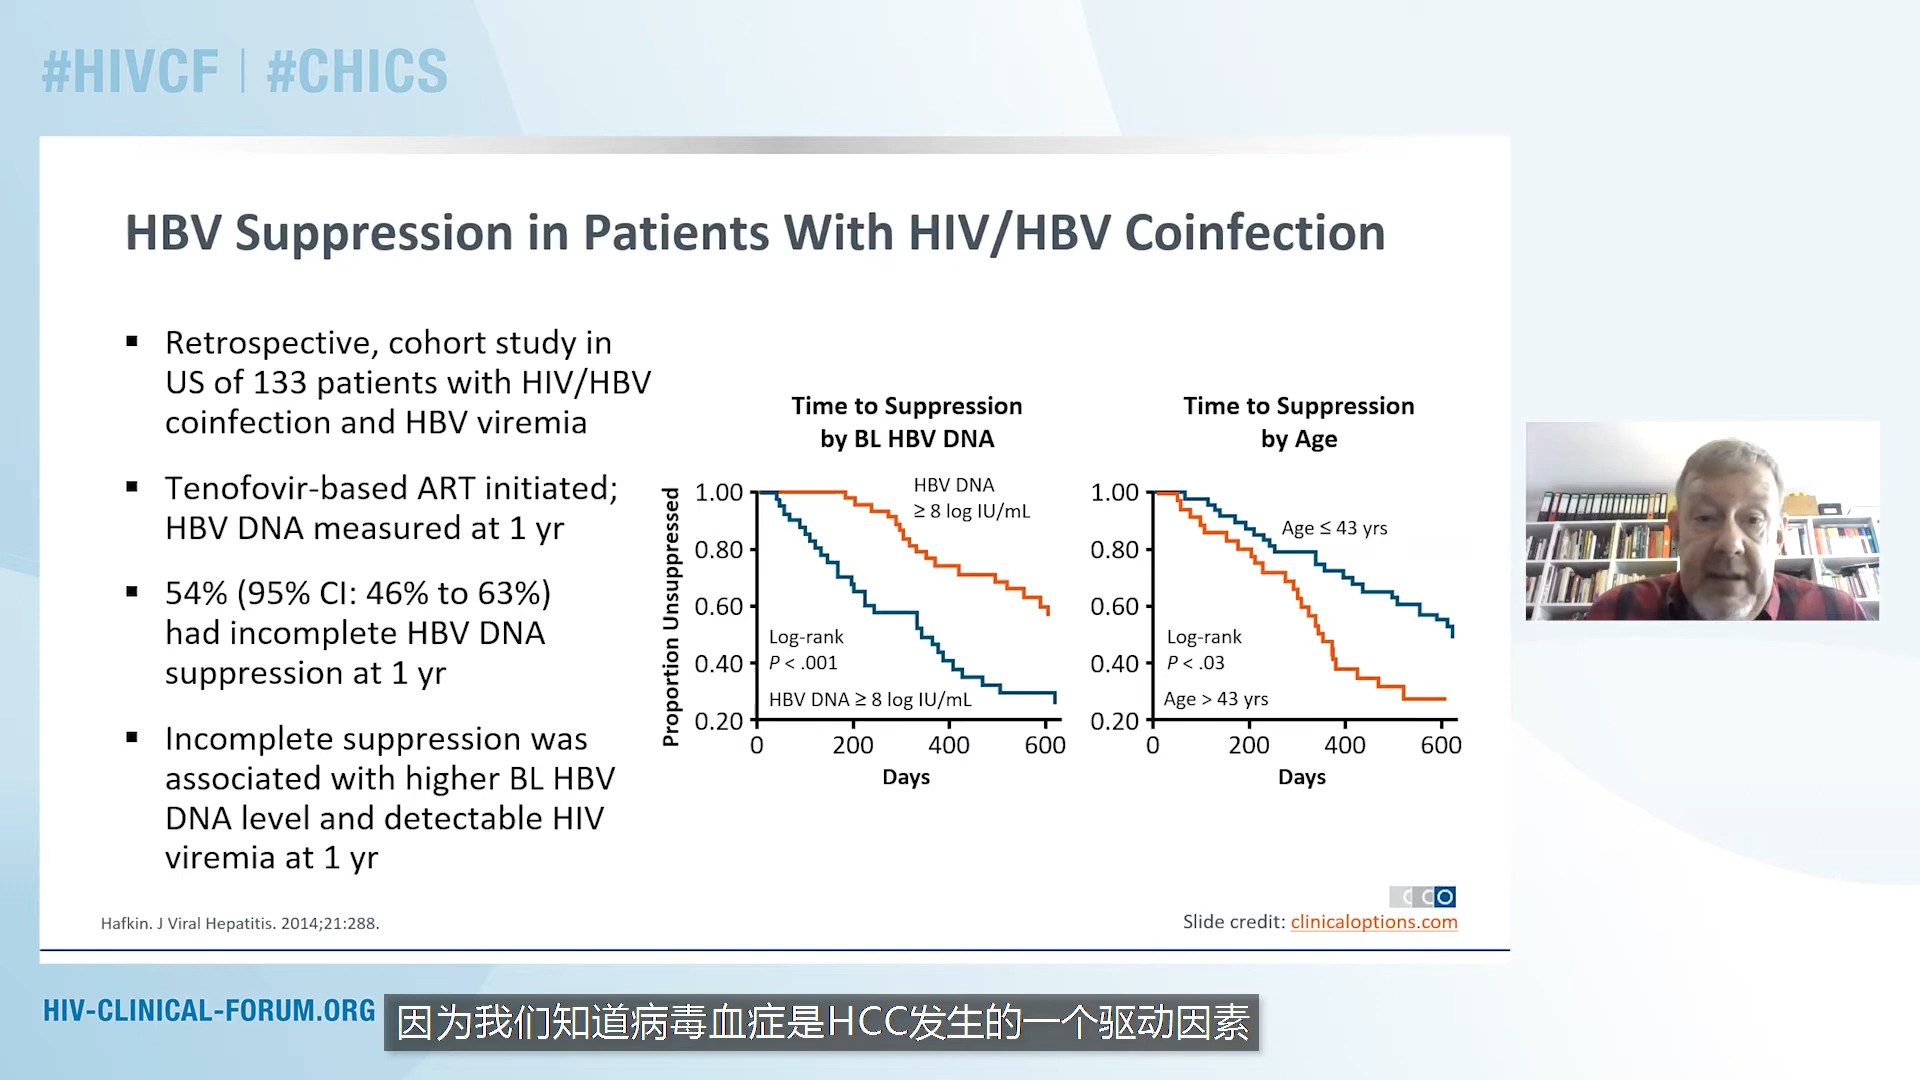 #HIVCF | #CHICS
HBV Suppression in Patients With HIV/HBV Coinfection
▪ Retrospective, cohort study in
US of 133 patients with HIV/HBV
coinfection and HBV viremia
▪ Tenofovir-based ART initiated;
HBV DNA measured at 1 yr
▪ 54% (95% CI: 46% to 63%)
had incomplete HBV DNA
suppression at 1 yr
▪ Incomplete suppression was
associated with higher BL HBV
DNA level and detectable HIV
viremia at 1 yr
Time to Suppression
by BL HBV DNA
Proportion Unsuppressed
1.00
0.80
0.60
0.40
0.20
HBV DNA
≥ 8 log IU/mL
Log-rank
P < .001
HBV DNA ≥ 8 log IU/mL
0 200 400 600
Days
Time to Suppression
by Age
1.00
0.80
0.60
0.40
0.20
Age ≤ 43 yrs
Log-rank
P < .03
Age > 43 yrs
0 200 400 600
Days
CCO
Hafkin. J Viral Hepatitis. 2014;21:288.
Slide credit: clinicaloptions.com
HIV-CLINICAL-FORUM.ORG
因为我们知道病毒血症是HCC发生的一个驱动因素